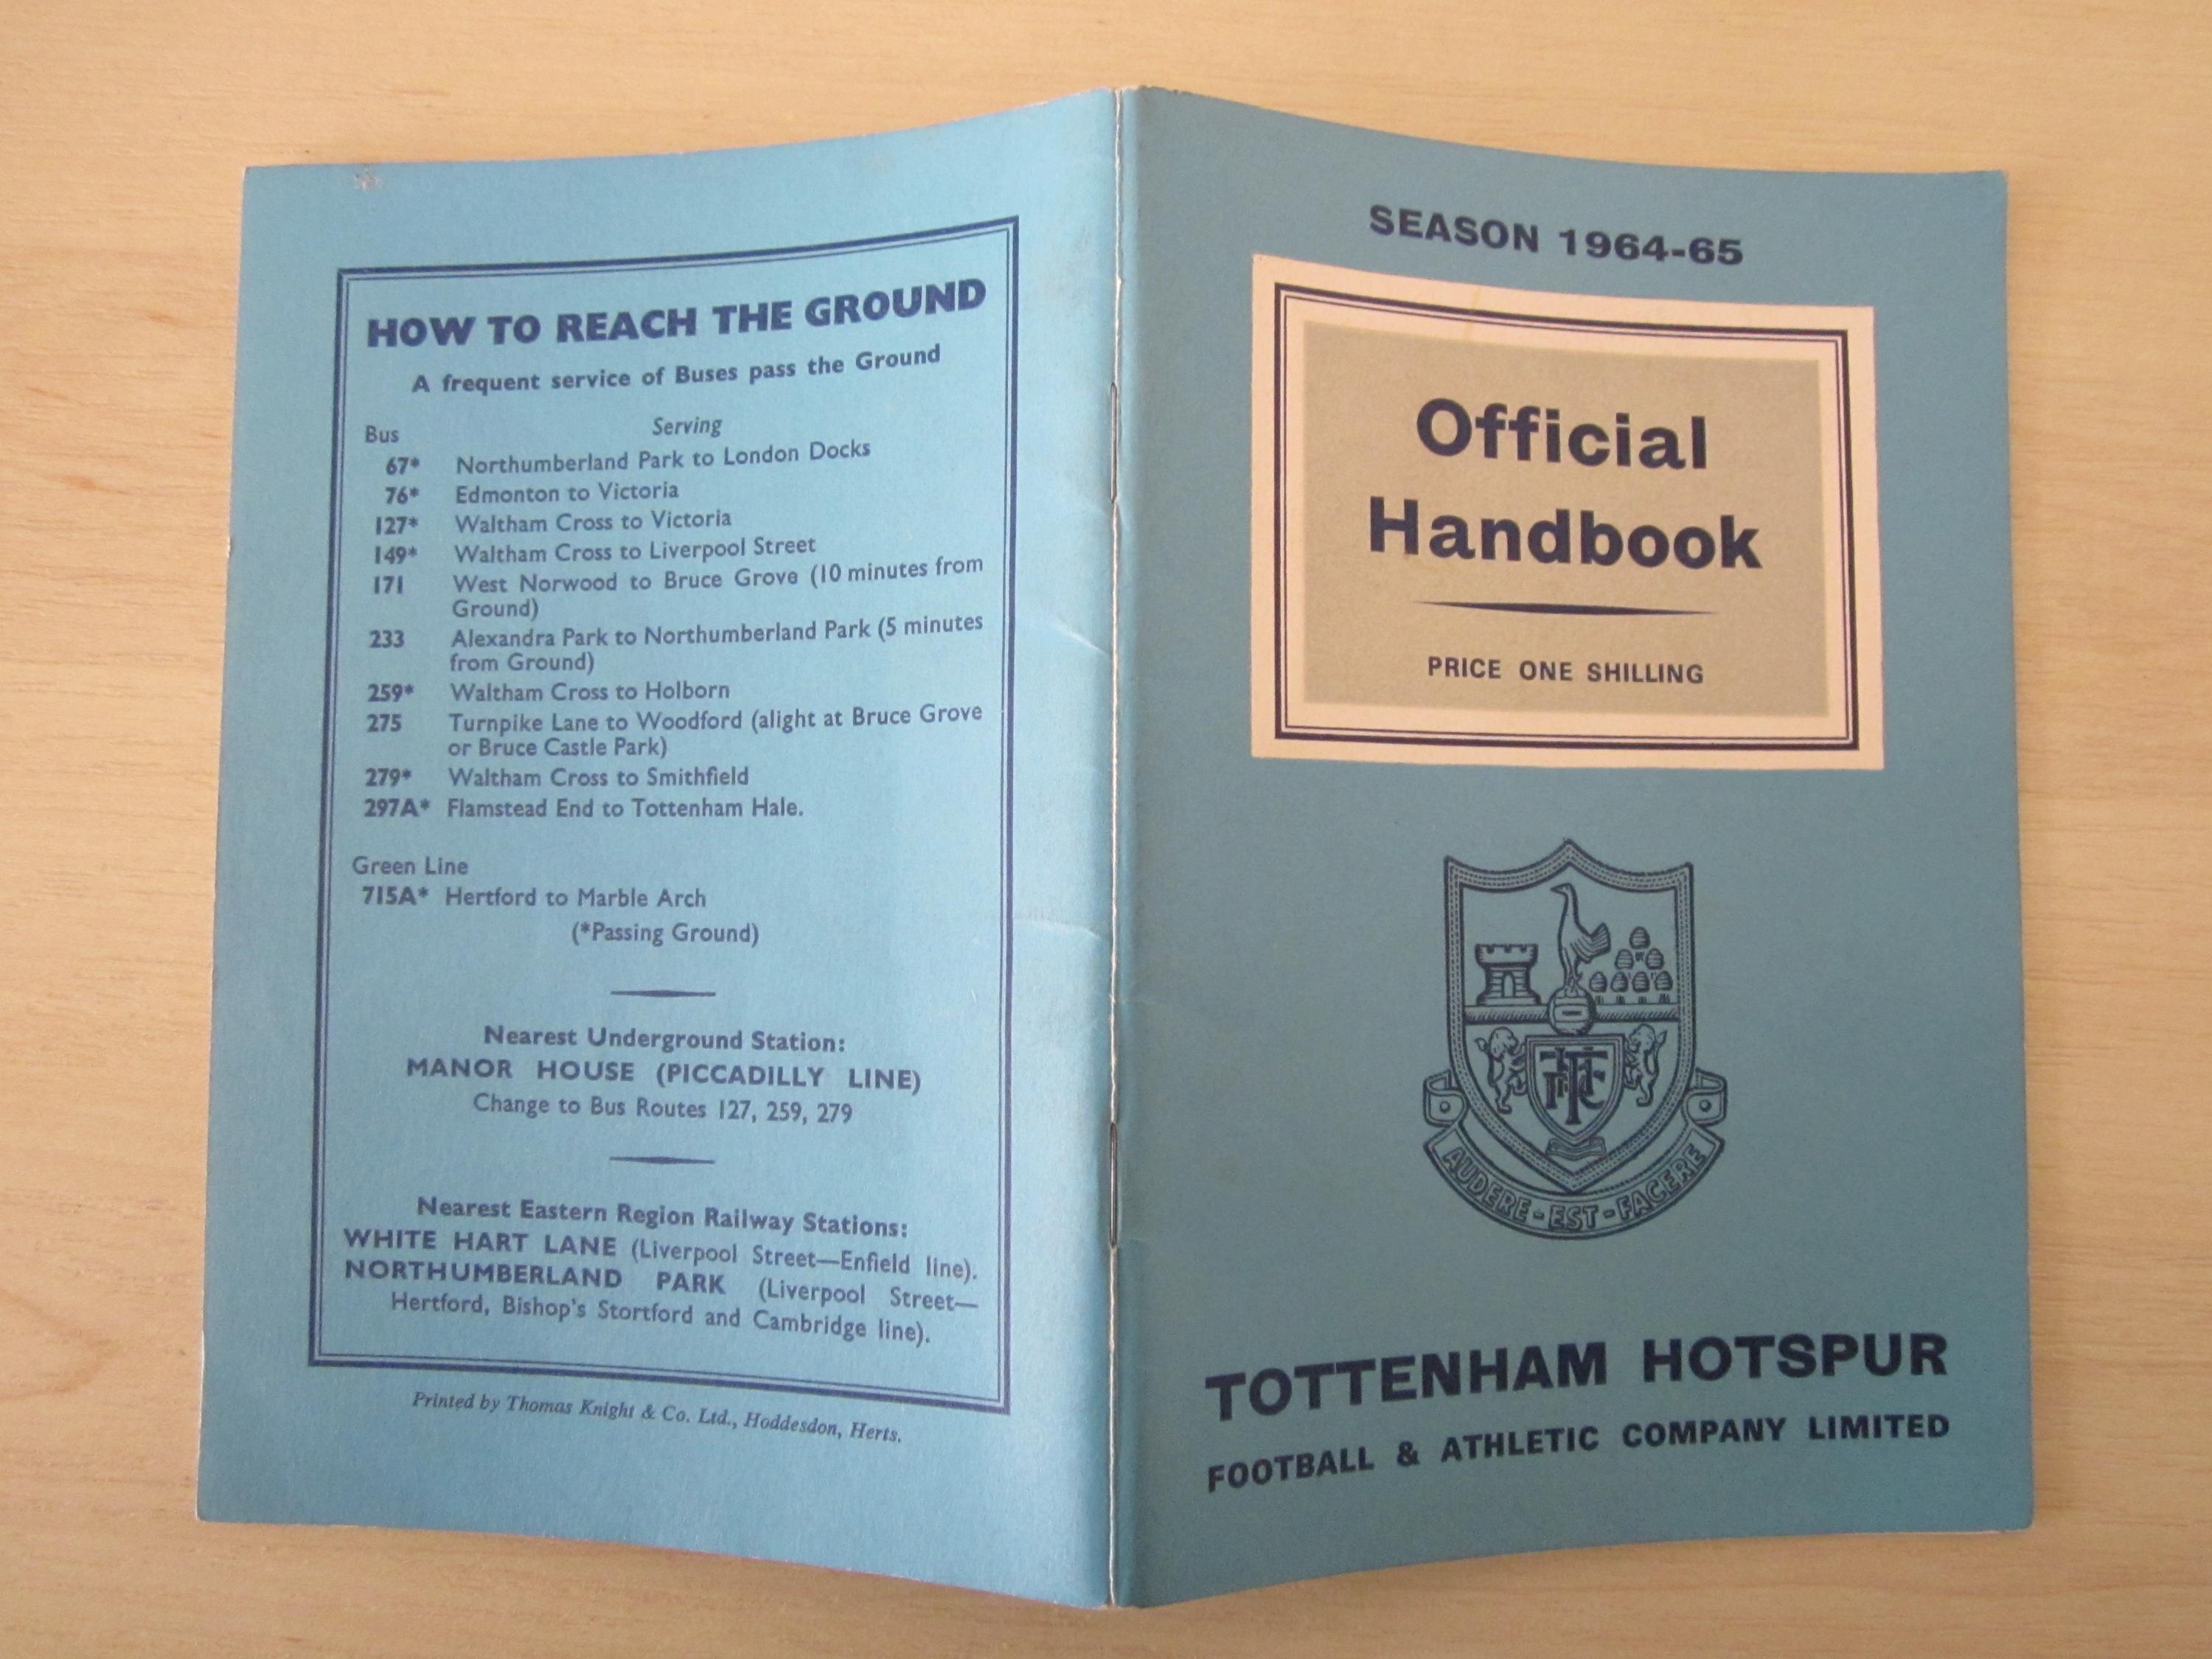 HOW TO REACH THE GROUND
A frequent service of Buses pass the Ground
Bus Serving
67* Northumberland Park to London Docks
76* Edmonton to Victoria
127* Waltham Cross to Victoria
149* Waltham Cross to Liverpool Street
171 West Norwood to Bruce Grove (10 minutes from
Ground)
233 Alexandra Park to Northumberland Park (5 minutes
from Ground)
259* Waltham Cross to Holborn
275 Turnpike Lane to Woodford (alight at Bruce Grove
or Bruce Castle Park)
279* Waltham Cross to Smithfield
297A* Flamstead End to Tottenham Hale.
Green Line
715A* Hertford to Marble Arch
(*Passing Ground)
Nearest Underground Station:
MANOR HOUSE (PICCADILLY LINE)
Change to Bus Routes 127, 259, 279
Nearest Eastern Region Railway Stations:
WHITE HART LANE (Liverpool Street—Enfield line).
NORTHUMBERLAND PARK (Liverpool Street—
Hertford, Bishop's Stortford and Cambridge line).
Printed by Thomas Knight & Co. Ltd., Hoddesdon, Herts.
SEASON 1964-65
Official
Handbook
PRICE ONE SHILLING
AUDERE - EST - FACERE
TOTTENHAM HOTSPUR
FOOTBALL & ATHLETIC COMPANY LIMITED